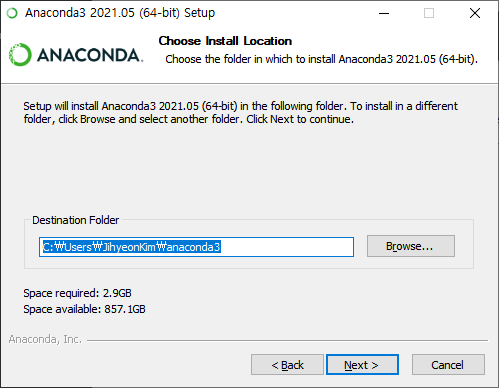 Anaconda3 2021.05 (64-bit) Setup
ANACONDA.
Choose Install Location
Choose the folder in which to install Anaconda3 2021.05 (64-bit).
Setup will install Anaconda3 2021.05 (64-bit) in the following folder. To install in a different
folder, click Browse and select another folder. Click Next to continue.
Destination Folder
C:₩Users₩JihyeonKim₩anaconda3
Browse...
Space required: 2.9GB
Space available: 857.1GB
Anaconda, Inc.
< Back
Next >
Cancel